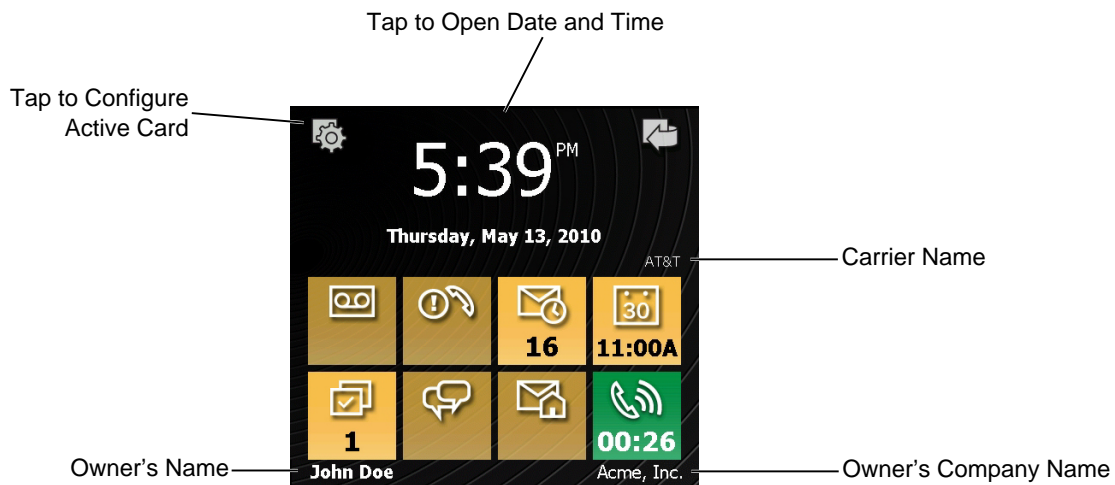 Tap to Open Date and Time
Tap to Configure
Active Card
5:39 PM
Thursday, May 13, 2010
AT&T
Carrier Name
30
16
11:00A
1
00:26
Owner's Name
John Doe
Acme, Inc.
Owner's Company Name